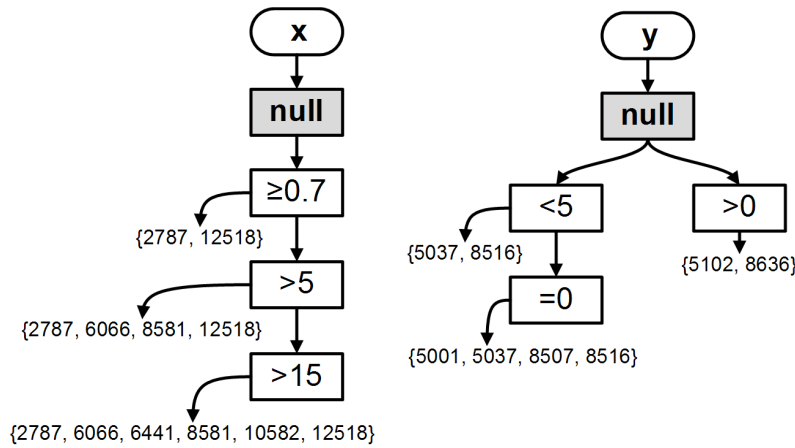 x
null
≥0.7
{2787, 12518}
>5
{2787, 6066, 8581, 12518}
>15
{2787, 6066, 6441, 8581, 10582, 12518}
y
null
<5
{5037, 8516}
=0
{5001, 5037, 8507, 8516}
>0
{5102, 8636}